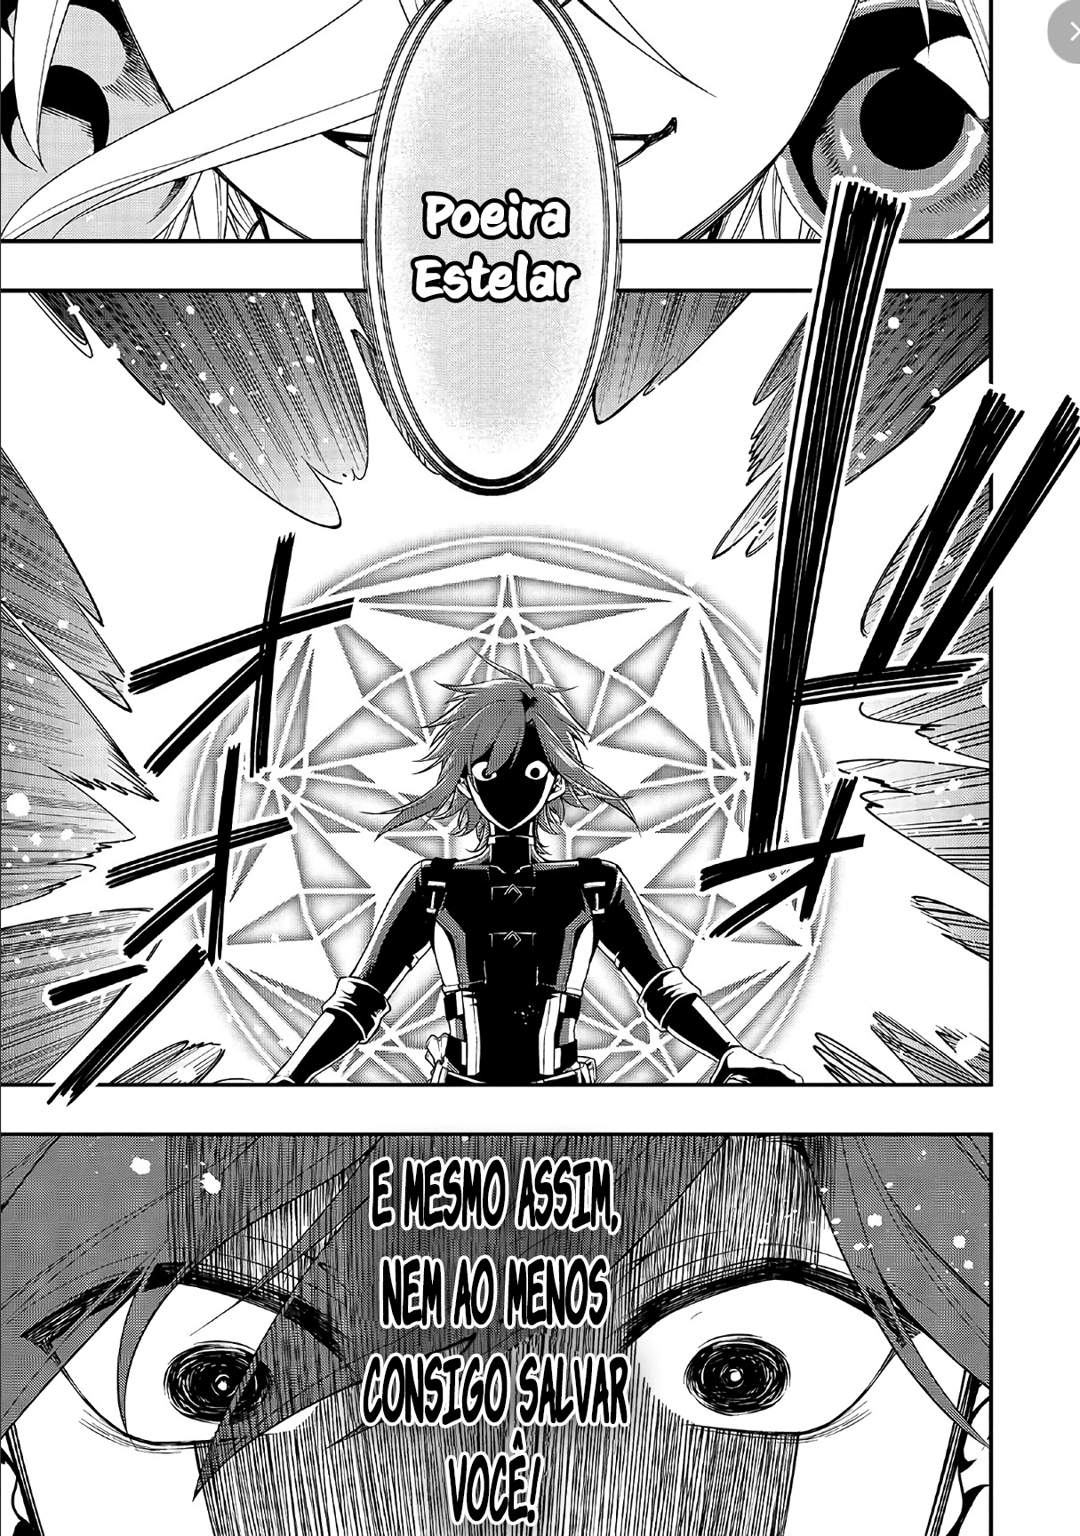 Poeira
Estelar
E MESMO ASSIM,
NEM AO MENOS
CONSIGO SALVAR
VOCÊ!